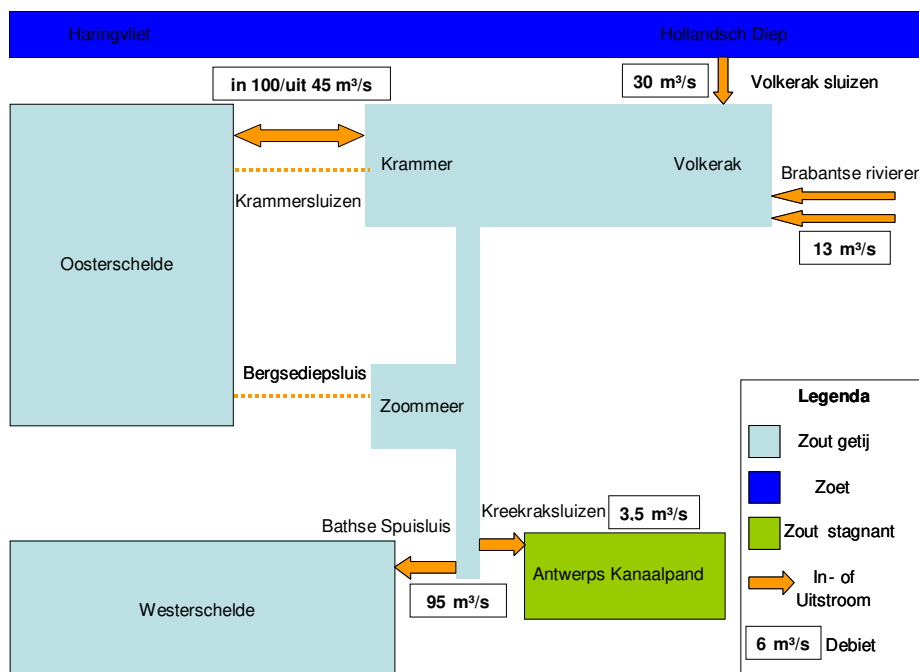 Haringvliet
Hollandsch Diep
in 100/uit 45 m³/s
30 m³/s
Volkerak sluizen
Krammer
Volkerak
Brabantse rivieren
Krammersluizen
13 m³/s
Oosterschelde
Bergsediepsluis
Zoommeer
Legenda
Zout getij
Zoet
Zout stagnant
In- of
Uitstroom
6 m³/s Debiet
Kreekraksluizen
3,5 m³/s
Bathse Spuisluis
Antwerps Kanaalpand
95 m³/s
Westerschelde